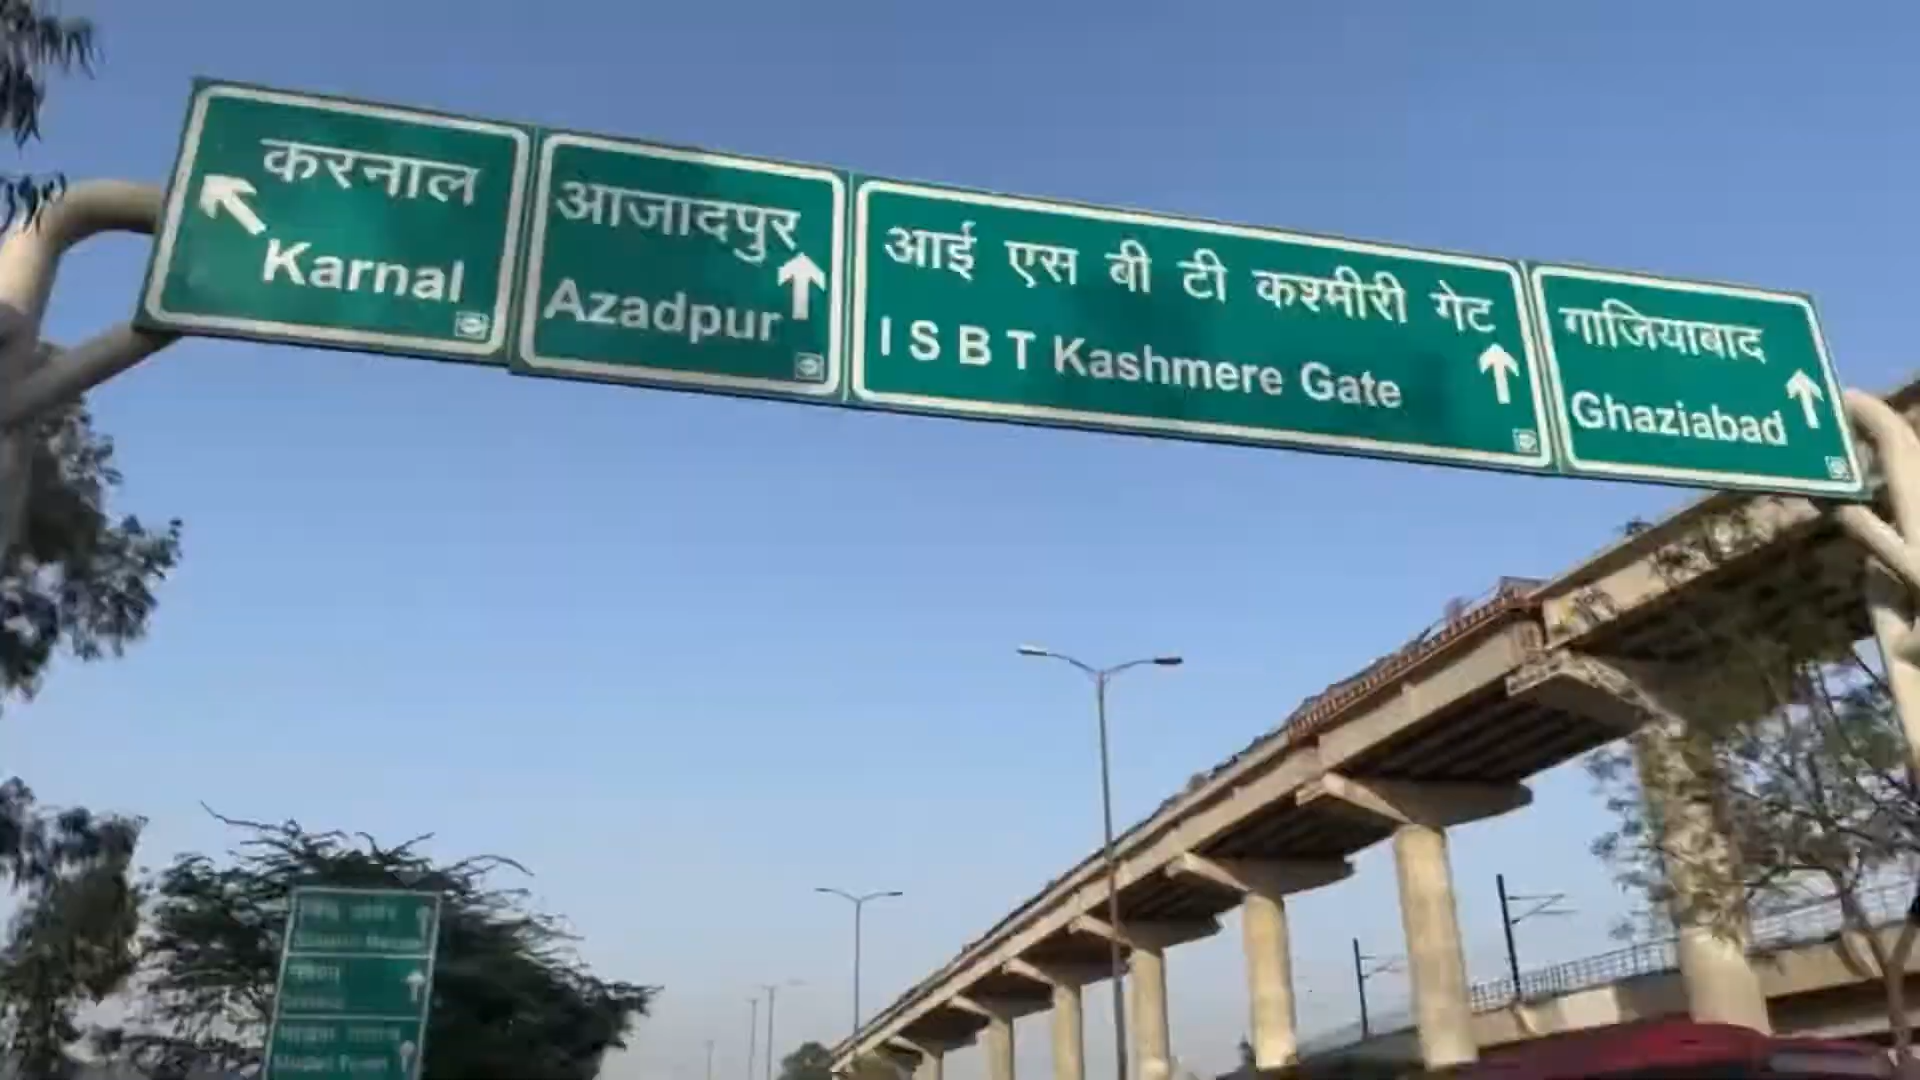 करनाल
Karnal
आजादपुर
Azadpur
आई एस बी टी कश्मीरी गेट
I S B T Kashmere Gate
गाजियाबाद
Ghaziabad